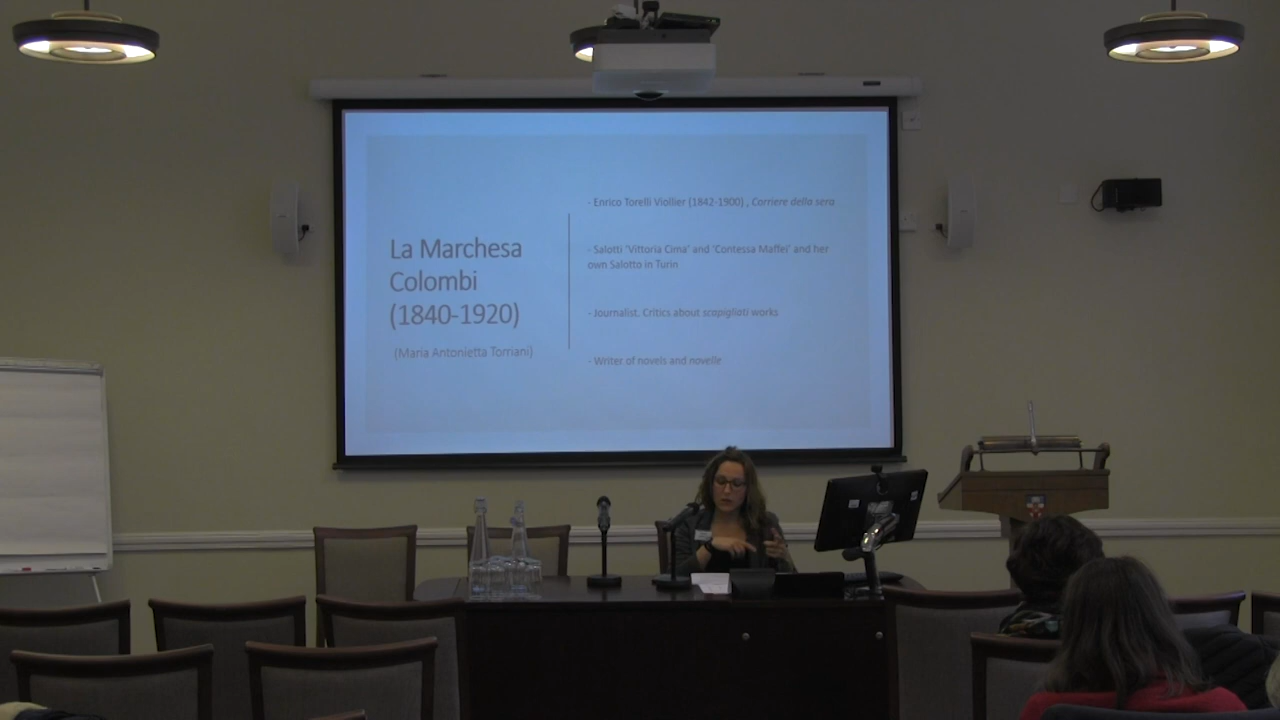 La Marchesa
Colombi
(1840-1920)
(Maria Antonietta Torriani)
- Enrico Torelli Viollier (1842-1900) , Corriere della sera
- Salotti 'Vittoria Cima' and 'Contessa Maffei' and her
own Salotto in Turin
- Journalist. Critics about scapigliati works
- Writer of novels and novelle